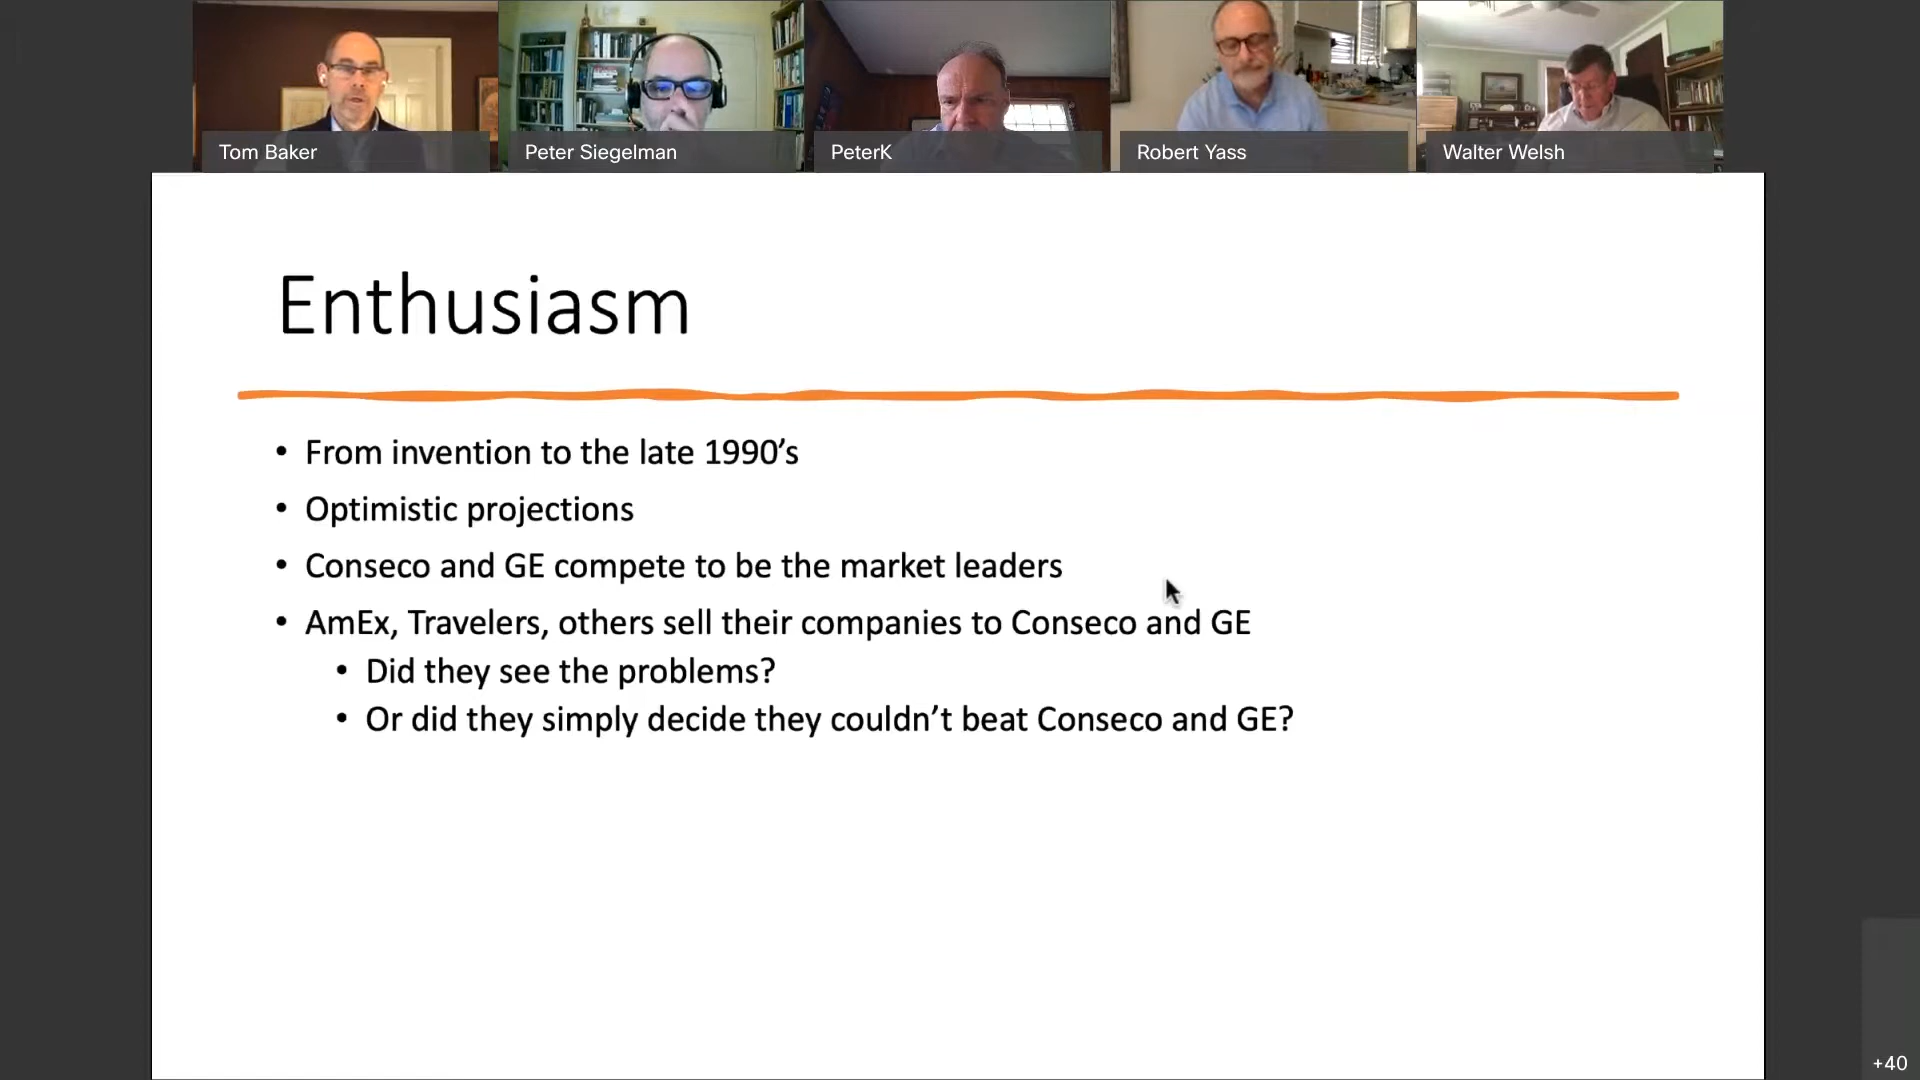 Tom Baker
Peter Siegelman
PeterK
Robert Yass
Walter Welsh
Enthusiasm
• From invention to the late 1990’s
• Optimistic projections
• Conseco and GE compete to be the market leaders
• AmEx, Travelers, others sell their companies to Conseco and GE
• Did they see the problems?
• Or did they simply decide they couldn’t beat Conseco and GE?
+40